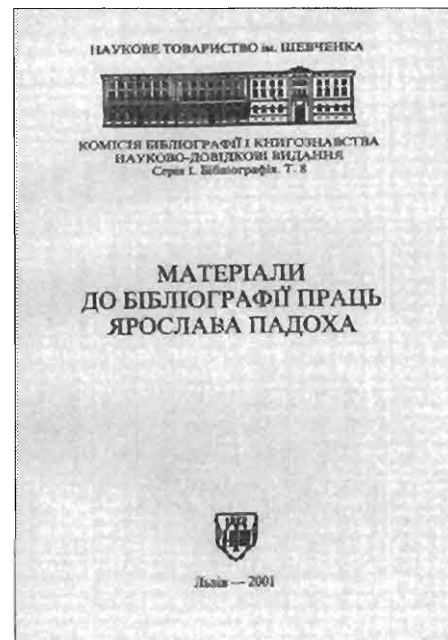 НАУКОВЕ ТОВАРИСТВО ім. ШЕВЧЕНКА
КОМІСІЯ БІБЛІОГРАФІЇ І КНИГОЗНАВСТВА
НАУКОВО-ДОВІДКОВІ ВИДАННЯ
Серія І. Бібліографія. Т. 8
МАТЕРІАЛИ
ДО БІБЛІОГРАФІЇ ПРАЦЬ
ЯРОСЛАВА ПАДОХА
Львів — 2001